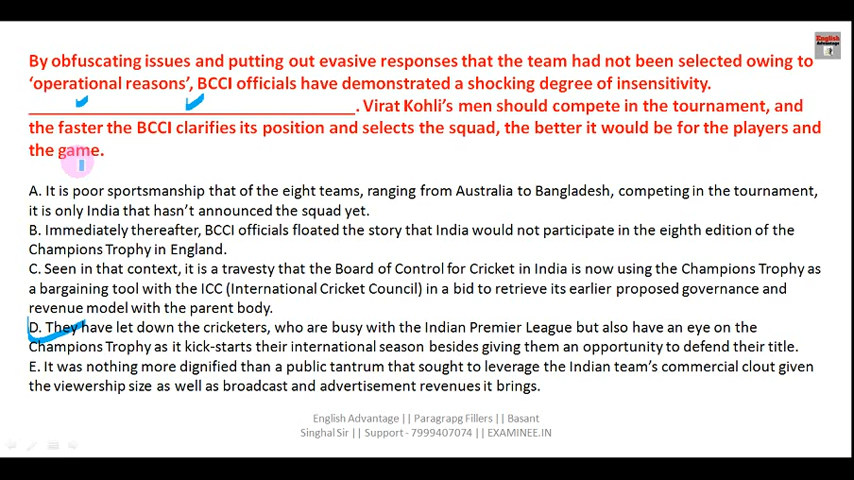 English
Advantage
By obfuscating issues and putting out evasive responses that the team had not been selected owing to
‘operational reasons’, BCCI officials have demonstrated a shocking degree of insensitivity.
______________________________. Virat Kohli’s men should compete in the tournament, and
the faster the BCCI clarifies its position and selects the squad, the better it would be for the players and
the game.
A. It is poor sportsmanship that of the eight teams, ranging from Australia to Bangladesh, competing in the tournament,
it is only India that hasn’t announced the squad yet.
B. Immediately thereafter, BCCI officials floated the story that India would not participate in the eighth edition of the
Champions Trophy in England.
C. Seen in that context, it is a travesty that the Board of Control for Cricket in India is now using the Champions Trophy as
a bargaining tool with the ICC (International Cricket Council) in a bid to retrieve its earlier proposed governance and
revenue model with the parent body.
D. They have let down the cricketers, who are busy with the Indian Premier League but also have an eye on the
Champions Trophy as it kick-starts their international season besides giving them an opportunity to defend their title.
E. It was nothing more dignified than a public tantrum that sought to leverage the Indian team’s commercial clout given
the viewership size as well as broadcast and advertisement revenues it brings.
English Advantage || Paragrapg Fillers || Basant
Singhal Sir || Support - 7999407074 || EXAMINEE.IN